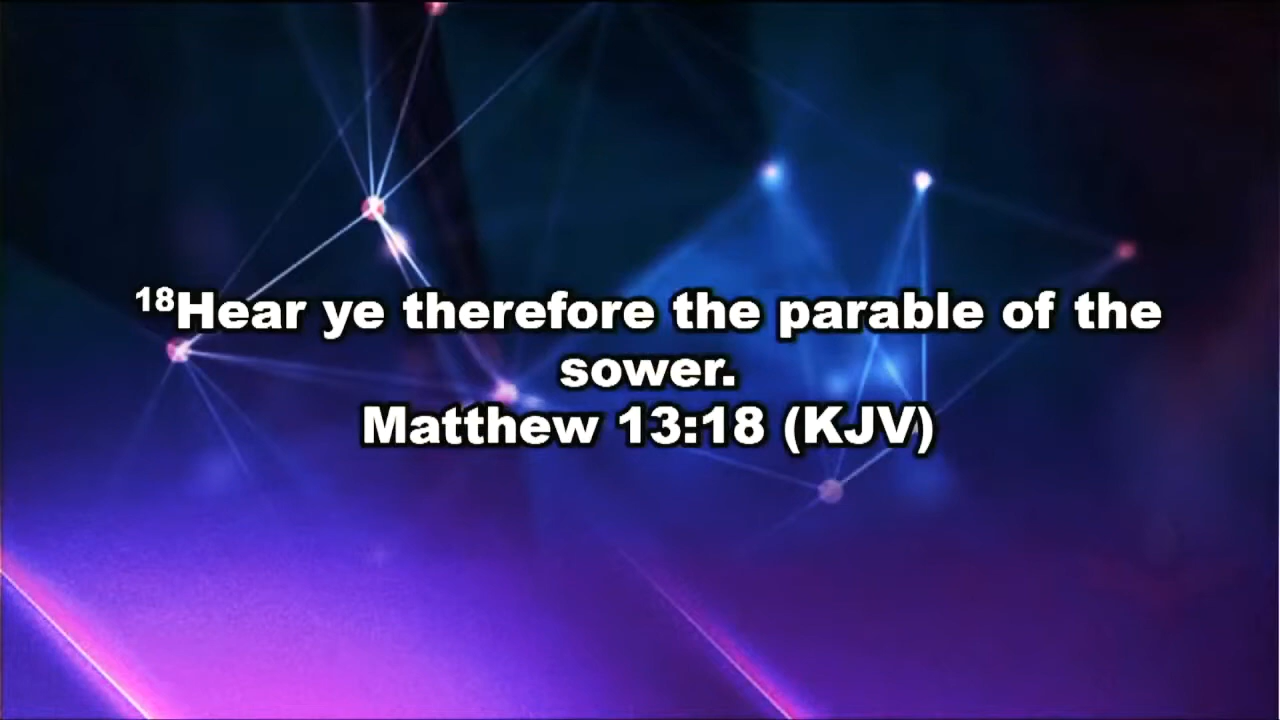 18Hear ye therefore the parable of the
sower.
Matthew 13:18 (KJV)